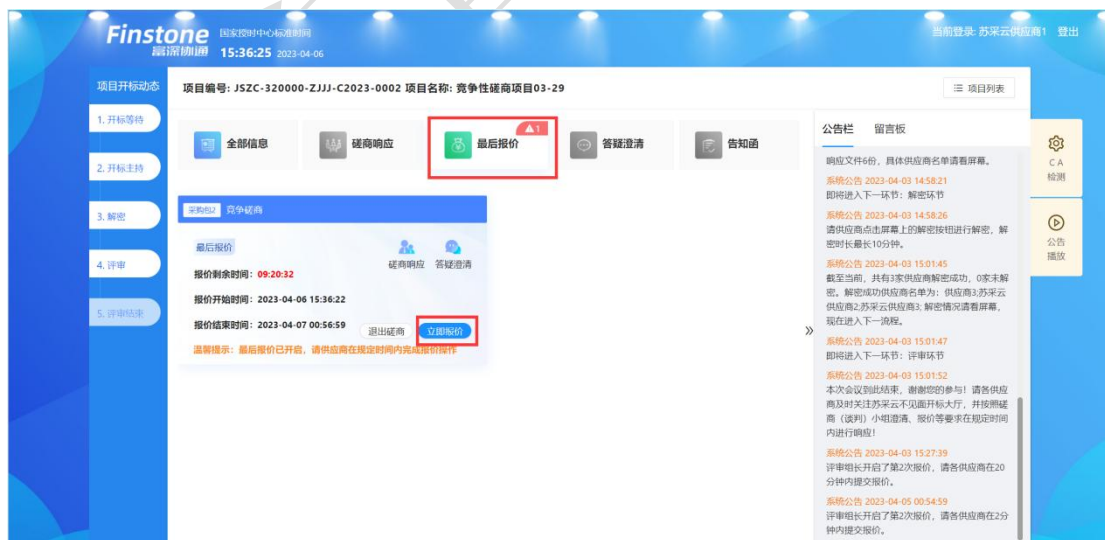 Finstone
富深协通
国家授时中心标准时间
15:36:25 2023-04-06
当前登录: 苏采云供应商1 登出
项目开标动态
1. 开标等待
2. 开标主持
3. 解密
4. 评审
5. 评审结束
项目编号: JSZC-320000-ZJJJ-C2023-0002 项目名称: 竞争性磋商项目03-29
项目列表
全部信息
磋商响应
最后报价
1
答疑澄清
告知函
采购包2 竞争磋商
最后报价
磋商响应 答疑澄清
报价剩余时间: 09:20:32
报价开始时间: 2023-04-06 15:36:22
报价结束时间: 2023-04-07 00:56:59
退出磋商 立即报价
温馨提示: 最后报价已开启, 请供应商在规定时间内完成报价操作
»
公告栏 留言板
响应文件6份, 具体供应商名单请看屏幕。
系统公告 2023-04-03 14:58:21
即将进入下一环节: 解密环节
系统公告 2023-04-03 14:58:26
请供应商点击屏幕上的解密按钮进行解密, 解
密时长最长10分钟。
系统公告 2023-04-03 15:01:45
截至当前, 共有3家供应商解密成功, 0家未解
密。解密成功供应商名单为: 供应商3;苏采云
供应商2;苏采云供应商3; 解密情况请看屏幕,
现在进入下一流程。
系统公告 2023-04-03 15:01:47
即将进入下一环节: 评审环节
系统公告 2023-04-03 15:01:52
本次会议到此结束, 谢谢您的参与! 请各供应
商及时关注苏采云不见面开标大厅, 并按照磋
商 (谈判) 小组澄清、报价等要求在规定时间
内进行响应!
系统公告 2023-04-03 15:27:39
评审组长开启了第2次报价, 请各供应商在20
分钟内提交报价。
系统公告 2023-04-05 00:54:59
评审组长开启了第2次报价, 请各供应商在2分
钟内提交报价。
CA
检测
公告
播放